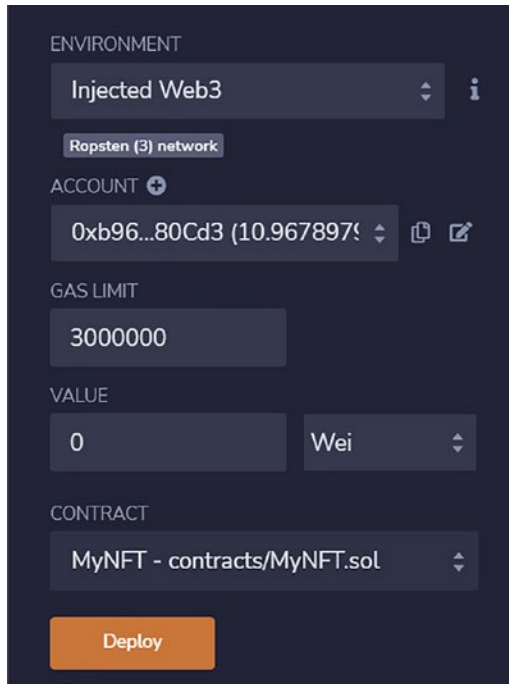 ENVIRONMENT
Injected Web3
Ropsten (3) network
ACCOUNT
0xb96...80Cd3 (10.9678979
GAS LIMIT
3000000
VALUE
0 Wei
CONTRACT
MyNFT - contracts/MyNFT.sol
Deploy